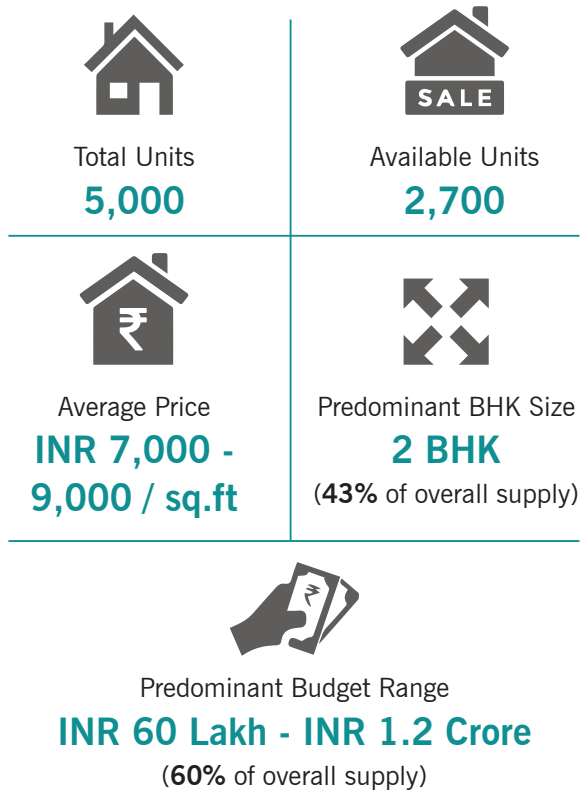 SALE
Total Units
5,000
Available Units
2,700
₹
Average Price
INR 7,000 -
9,000 / sq.ft
Predominant BHK Size
2 BHK
(43% of overall supply)
₹
Predominant Budget Range
INR 60 Lakh - INR 1.2 Crore
(60% of overall supply)